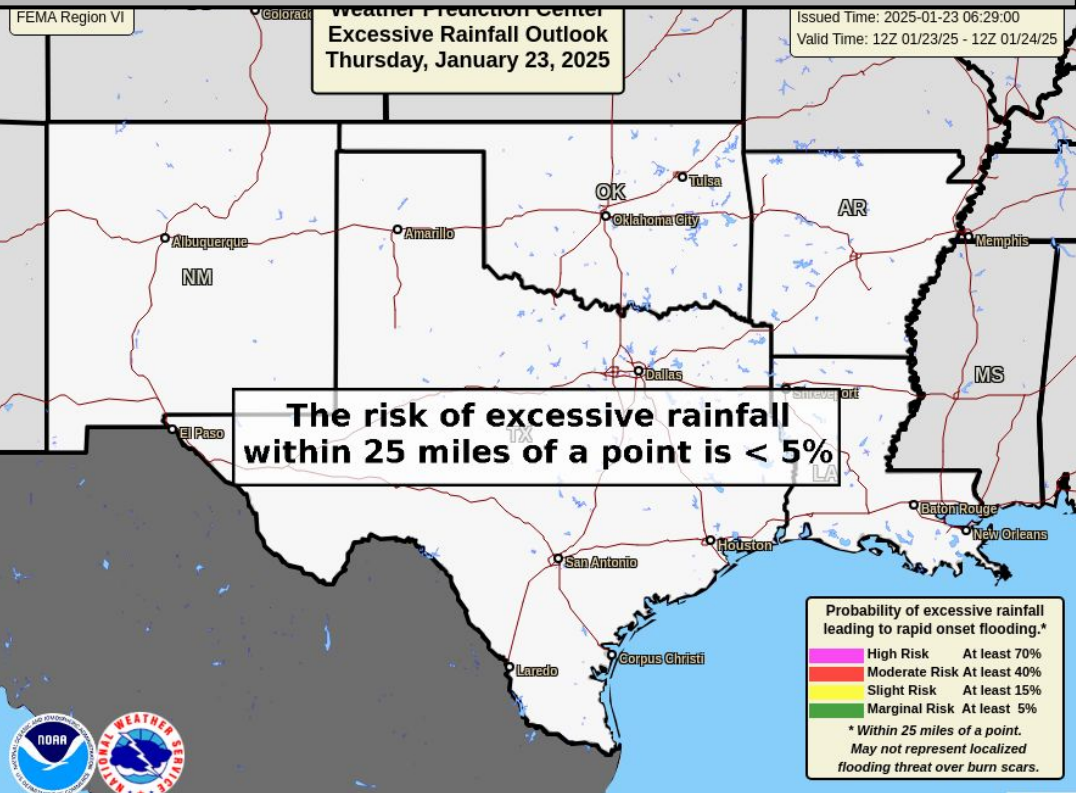 FEMA Region VI
Weather Prediction Center
Excessive Rainfall Outlook
Thursday, January 23, 2025
Issued Time: 2025-01-23 06:29:00
Valid Time: 12Z 01/23/25 - 12Z 01/24/25
Tulsa
OK
AR
Oklahoma City
Amarillo
Albuquerque
Memphis
NM
Dallas
MS
Shreveport
The risk of excessive rainfall
El Paso
TX
within 25 miles of a point is < 5%
LA
Baton Rouge
New Orleans
Houston
San Antonio
Corpus Christi
Laredo
Probability of excessive rainfall
leading to rapid onset flooding.*
High Risk At least 70%
Moderate Risk At least 40%
Slight Risk At least 15%
Marginal Risk At least 5%
* Within 25 miles of a point.
May not represent localized
flooding threat over burn scars.
NOAA
NATIONAL WEATHER SERVICE